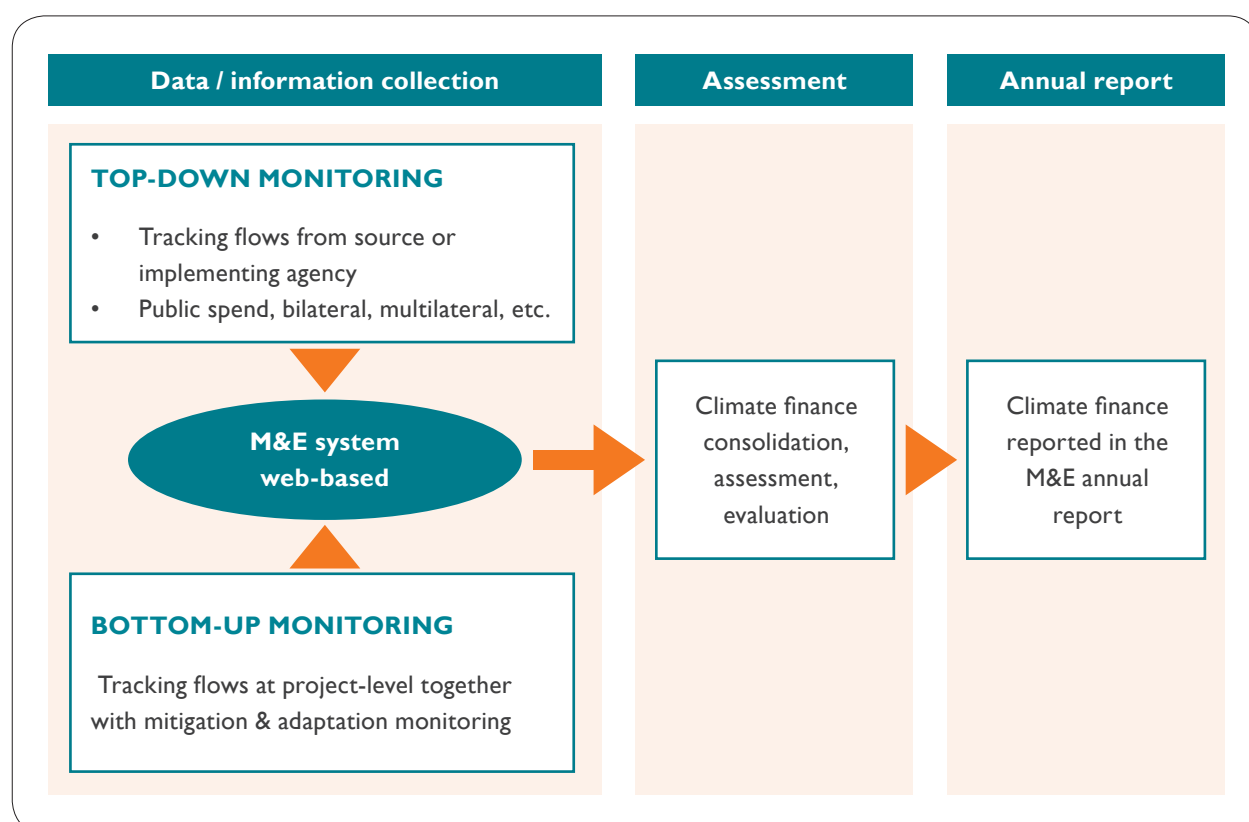 Data / information collection
Assessment
Annual report
TOP-DOWN MONITORING
• Tracking flows from source or
implementing agency
• Public spend, bilateral, multilateral, etc.
M&E system
web-based
BOTTOM-UP MONITORING
Tracking flows at project-level together
with mitigation & adaptation monitoring
Climate finance
consolidation,
assessment,
evaluation
Climate finance
reported in the
M&E annual
report